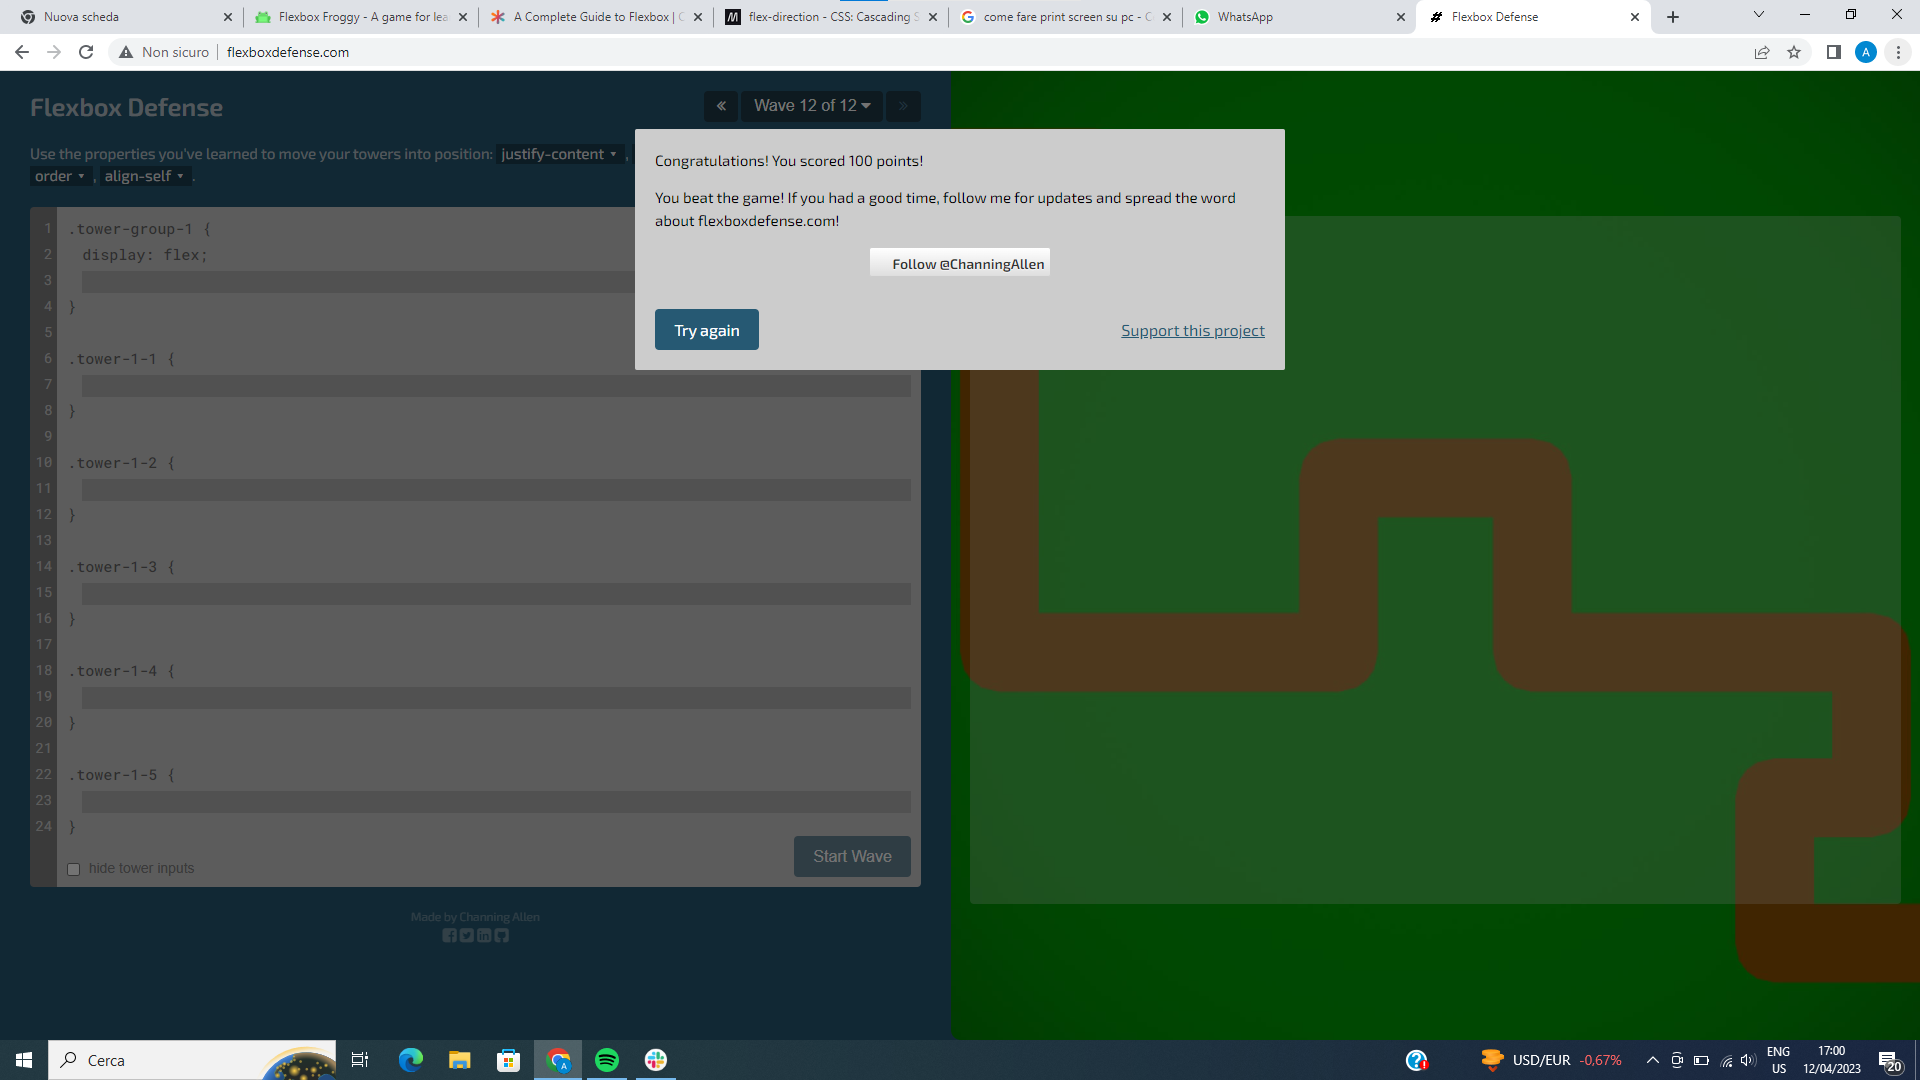 Nuova scheda
Flexbox Froggy - A game for lea
A Complete Guide to Flexbox |
flex-direction - CSS: Cascading S
come fare print screen su pc - C
WhatsApp
Flexbox Defense
Non sicuro
flexboxdefense.com
A
Flexbox Defense
«
Wave 12 of 12
»
Use the properties you've learned to move your towers into position: justify-content ,
order , align-self .
1 .tower-group-1 {
2 display: flex;
3
4 }
5
6 .tower-1-1 {
7
8 }
9
10 .tower-1-2 {
11
12 }
13
14 .tower-1-3 {
15
16 }
17
18 .tower-1-4 {
19
20 }
21
22 .tower-1-5 {
23
24 }
hide tower inputs
Start Wave
Made by Channing Allen
Congratulations! You scored 100 points!
You beat the game! If you had a good time, follow me for updates and spread the word
about flexboxdefense.com!
Follow @ChanningAllen
Try again
Support this project
Cerca
USD/EUR -0,67%
ENG
US
17:00
12/04/2023
20